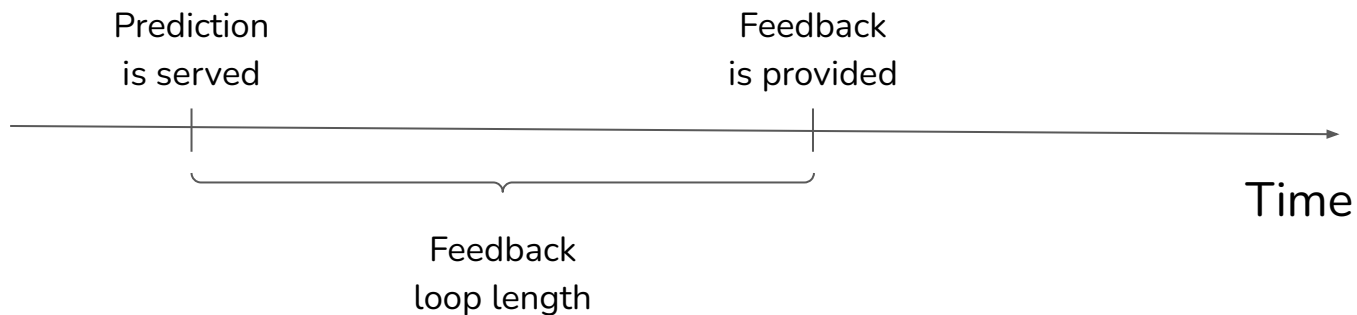 Prediction
is served
Feedback
is provided
Time
Feedback
loop length